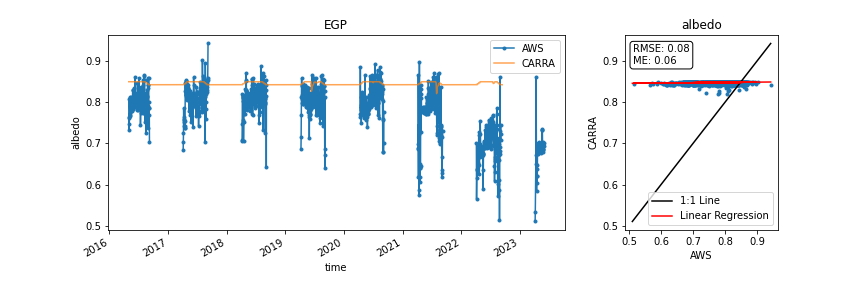 EGP
albedo
0.9
0.8
0.7
0.6
0.5
AWS
CARRA
2016
2017
2018
2019
2020
2021
2022
2023
time
albedo
albedo
RMSE: 0.08
ME: 0.06
CARRA
0.9
0.8
0.7
0.6
0.5
1:1 Line
Linear Regression
0.5
0.6
0.7
0.8
0.9
AWS